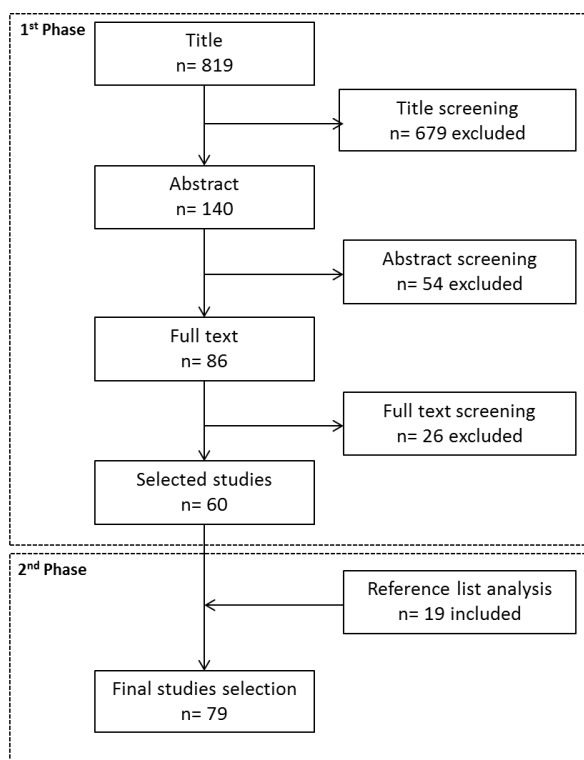 1st Phase
Title
n= 819
Title screening
n= 679 excluded
Abstract
n= 140
Abstract screening
n= 54 excluded
Full text
n= 86
Full text screening
n= 26 excluded
Selected studies
n= 60
2nd Phase
Reference list analysis
n= 19 included
Final studies selection
n= 79